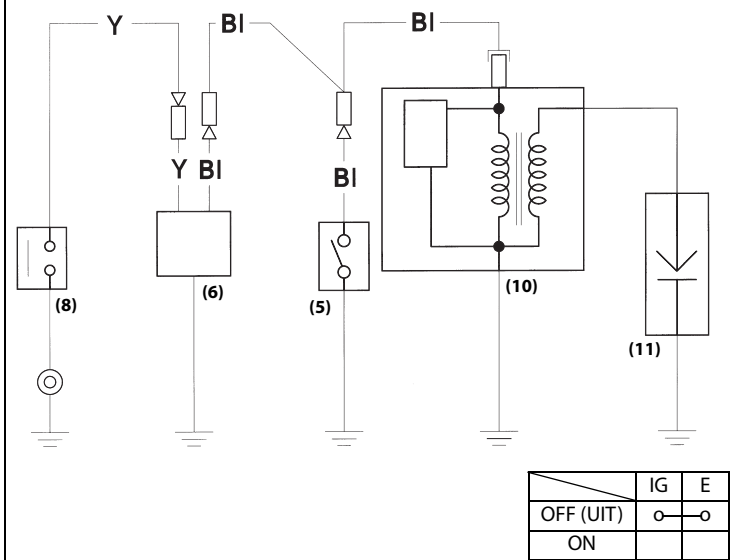 Y
Bl
Bl
Y Bl
Bl
(8)
(6)
(5)
(10)
(11)
IG E
OFF (UIT)
ON